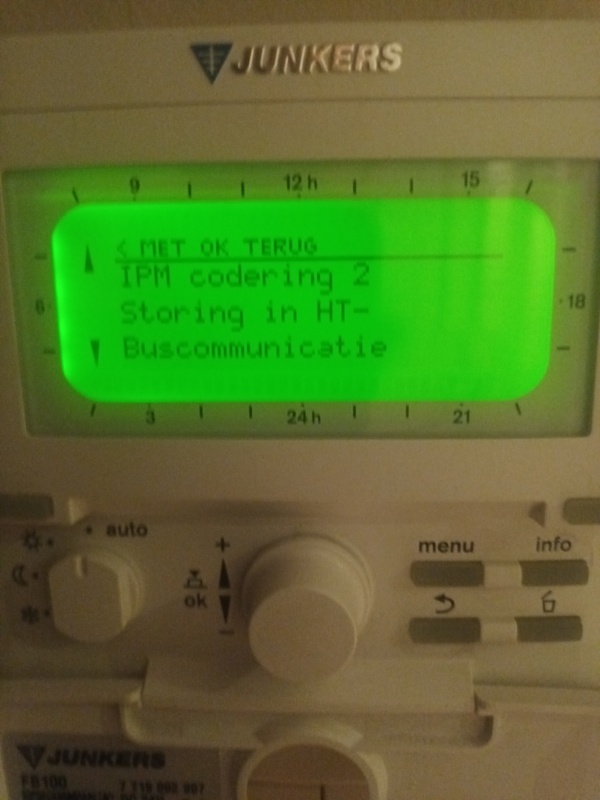 JUNKERS
9 12 h 15
< MET OK TERUG
IPM codering 2
Storing in HT-
Buscommunicatie
6 18
3 24 h 21
auto
+
ok
-
menu info
JUNKERS
FB100